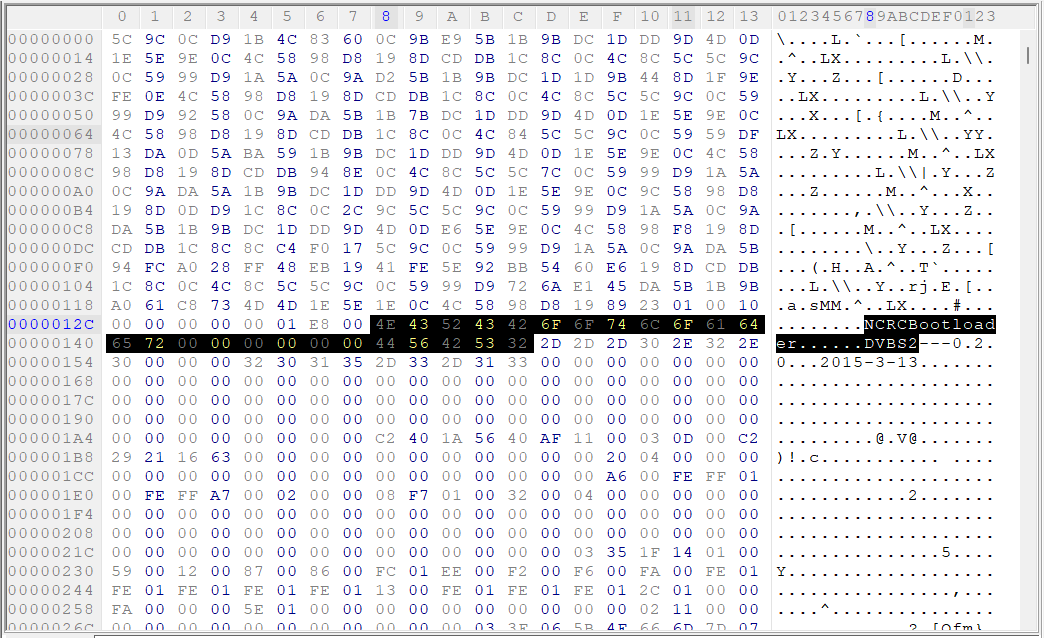 0 1 2 3 4 5 6 7 8 9 A B C D E F 10 11 12 13 0123456789ABCDEF0123
00000000 5C 9C 0C D9 1B 4C 83 60 0C 9B E9 5B 1B 9B DC 1D DD 9D 4D 0D \....L.`...[......M.
00000014 1E 5E 9E 0C 4C 58 98 D8 19 8D CD DB 1C 8C 0C 4C 8C 5C 5C 9C .^..LX.........L.\\.
00000028 0C 59 99 D9 1A 5A 0C 9A D2 5B 1B 9B DC 1D 1D 9B 44 8D 1F 9E .Y...Z...[......D...
0000003C FE 0E 4C 58 98 D8 19 8D CD DB 1C 8C 0C 4C 8C 5C 5C 9C 0C 59 ..LX.........L.\\..Y
00000050 99 D9 92 58 0C 9A DA 5B 1B 7B DC 1D DD 9D 4D 0D 1E 5E 9E 0C ...X...[.{....M..^..
00000064 4C 58 98 D8 19 8D CD DB 1C 8C 0C 4C 84 5C 5C 9C 0C 59 59 DF LX.........L.\\..YY.
00000078 13 DA 0D 5A BA 59 1B 9B DC 1D DD 9D 4D 0D 1E 5E 9E 0C 4C 58 ...Z.Y......M..^..LX
0000008C 98 D8 19 8D CD DB 94 8E 0C 4C 8C 5C 5C 7C 0C 59 99 D9 1A 5A .........L.\\|.Y...Z
000000A0 0C 9A DA 5A 1B 9B DC 1D DD 9D 4D 0D 1E 5E 9E 0C 9C 58 98 D8 ...Z......M..^...X..
000000B4 19 8D 0D D9 1C 8C 0C 2C 9C 5C 5C 9C 0C 59 99 D9 1A 5A 0C 9A .......,.\\..Y...Z..
000000C8 DA 5B 1B 9B DC 1D DD 9D 4D 0D E6 5E 9E 0C 4C 58 98 F8 19 8D .[......M..^..LX....
000000DC CD DB 1C 8C 8C C4 F0 17 5C 9C 0C 59 99 D9 1A 5A 0C 9A DA 5B ........\..Y...Z...[
000000F0 94 FC A0 28 FF 48 EB 19 41 FE 5E 92 BB 54 60 E6 19 8D CD DB ...(.H..A.^..T`.....
00000104 1C 8C 0C 4C 8C 5C 5C 9C 0C 59 99 D9 72 6A E1 45 DA 5B 1B 9B ...L.\\..Y..rj.E.[..
00000118 A0 61 C8 73 4D 4D 1E 5E 1E 0C 4C 58 98 D8 19 89 23 01 00 10 .a.sMM.^..LX....#...
0000012C 00 00 00 00 00 01 E8 00 4E 43 52 43 42 6F 6F 74 6C 6F 61 64 ........NCRCBootload
00000140 65 72 00 00 00 00 00 00 44 56 42 53 32 2D 2D 2D 30 2E 32 2E er......DVBS2---0.2.
00000154 30 00 00 00 32 30 31 35 2D 33 2D 31 33 00 00 00 00 00 00 00 0...2015-3-13.......
00000168 00 00 00 00 00 00 00 00 00 00 00 00 00 00 00 00 00 00 00 00 ....................
0000017C 00 00 00 00 00 00 00 00 00 00 00 00 00 00 00 00 00 00 00 00 ....................
00000190 00 00 00 00 00 00 00 00 00 00 00 00 00 00 00 00 00 00 00 00 ....................
000001A4 00 00 00 00 00 00 00 00 C2 40 1A 56 40 AF 11 00 03 0D 00 C2 .........@.V@.......
000001B8 29 21 16 63 00 00 00 00 00 00 00 00 00 00 00 20 04 00 00 00 )!.c........... ....
000001CC 00 00 00 00 00 00 00 00 00 00 00 00 00 00 00 A6 00 FE FF 01 ....................
000001E0 00 FE FF A7 00 02 00 00 08 F7 01 00 32 00 04 00 00 00 00 00 ............2.......
000001F4 00 00 00 00 00 00 00 00 00 00 00 00 00 00 00 00 00 00 00 00 ....................
00000208 00 00 00 00 00 00 00 00 00 00 00 00 00 00 00 00 00 00 00 00 ....................
0000021C 00 00 00 00 00 00 00 00 00 00 00 00 00 00 03 35 1F 14 01 00 ...............5....
00000230 59 00 12 00 87 00 86 00 FC 01 EE 00 F2 00 F6 00 FA 00 FE 01 Y...................
00000244 FE 01 FE 01 FE 01 FE 01 13 00 FE 01 FE 01 FE 01 2C 01 00 00 ................,...
00000258 FA 00 00 00 5E 01 00 00 00 00 00 00 00 00 00 00 02 11 00 00 ....^...............
0000026C 00 00 00 00 00 00 00 00 00 00 00 03 3F 06 5B 4F 66 6D 7D 07 ............?.[Ofm}.